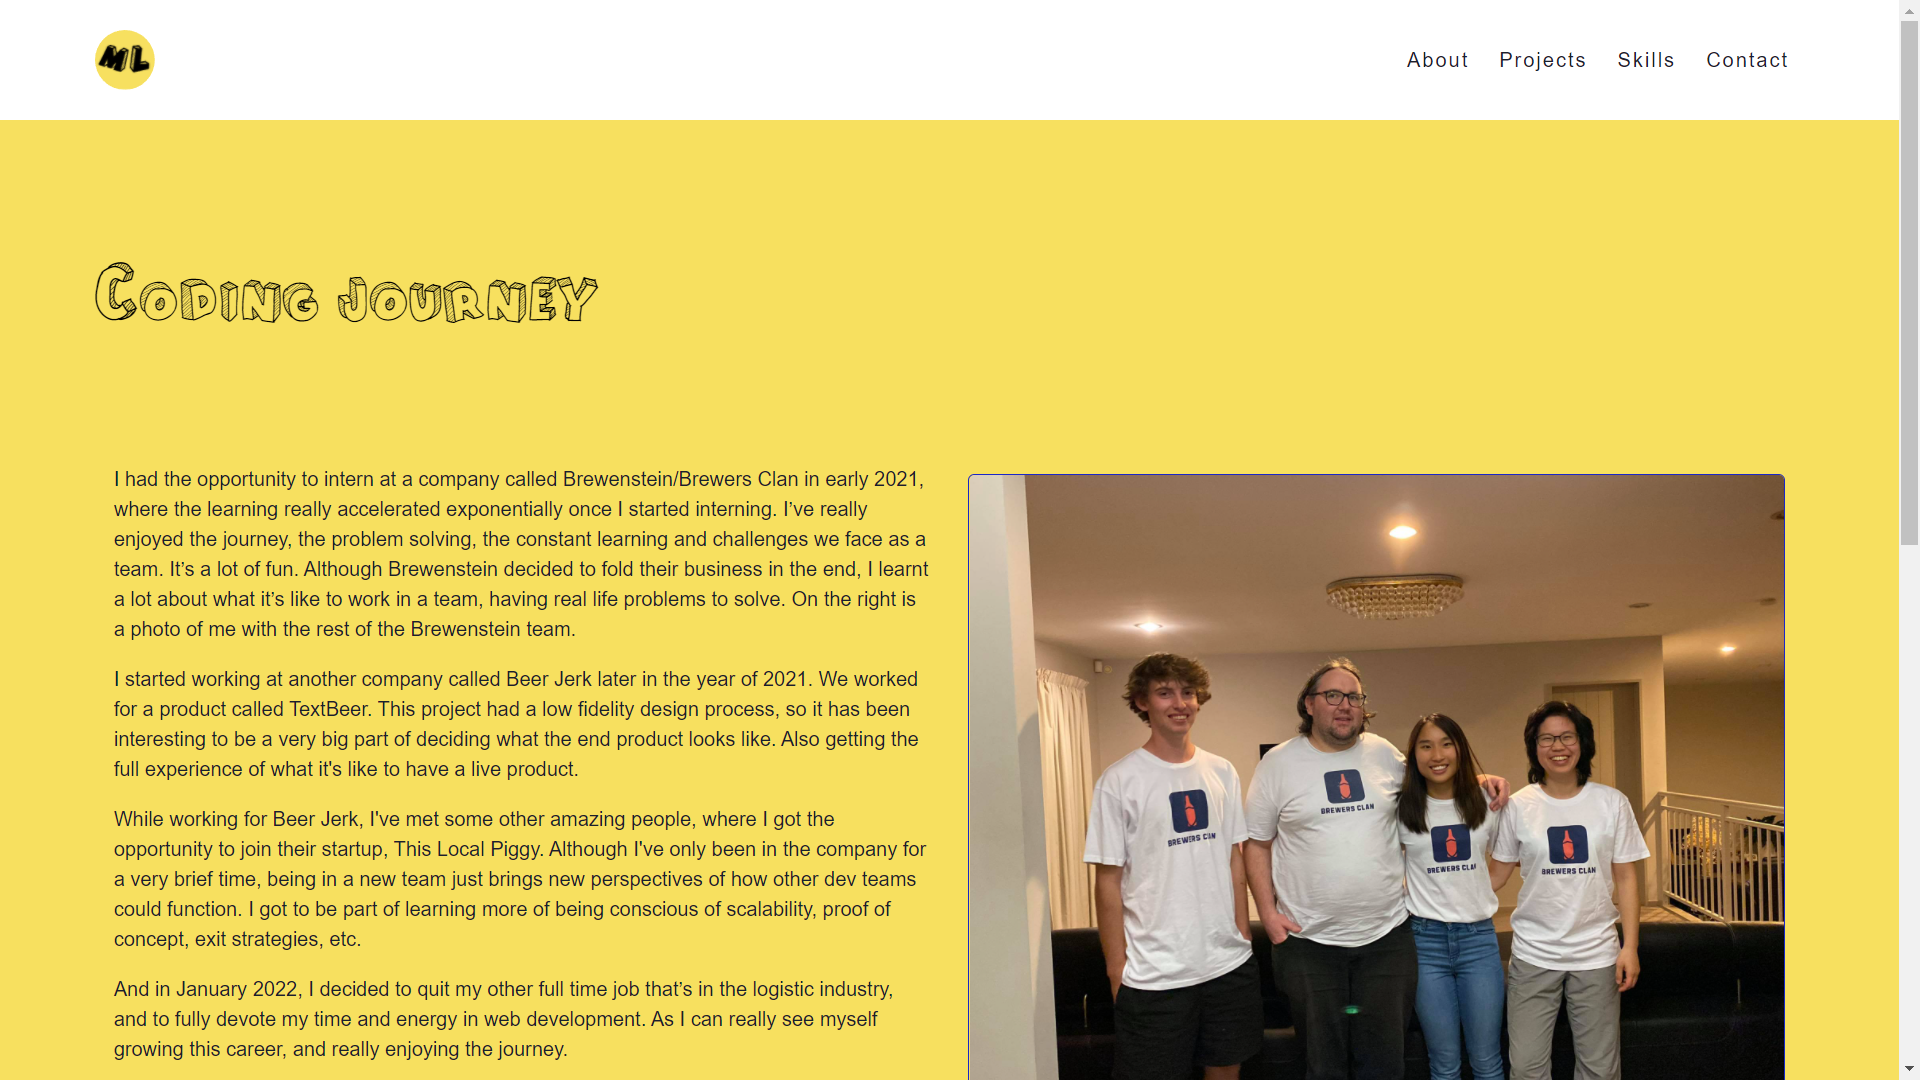 ML
About Projects Skills Contact
Coding journey
I had the opportunity to intern at a company called Brewenstein/Brewers Clan in early 2021,
where the learning really accelerated exponentially once I started interning. I’ve really
enjoyed the journey, the problem solving, the constant learning and challenges we face as a
team. It’s a lot of fun. Although Brewenstein decided to fold their business in the end, I learnt
a lot about what it’s like to work in a team, having real life problems to solve. On the right is
a photo of me with the rest of the Brewenstein team.
I started working at another company called Beer Jerk later in the year of 2021. We worked
for a product called TextBeer. This project had a low fidelity design process, so it has been
interesting to be a very big part of deciding what the end product looks like. Also getting the
full experience of what it's like to have a live product.
While working for Beer Jerk, I've met some other amazing people, where I got the
opportunity to join their startup, This Local Piggy. Although I've only been in the company for
a very brief time, being in a new team just brings new perspectives of how other dev teams
could function. I got to be part of learning more of being conscious of scalability, proof of
concept, exit strategies, etc.
And in January 2022, I decided to quit my other full time job that’s in the logistic industry,
and to fully devote my time and energy in web development. As I can really see myself
growing this career, and really enjoying the journey.
BREWERS CLAN
BREWERS CLAN
BREWERS CLAN
BREWERS CLAN